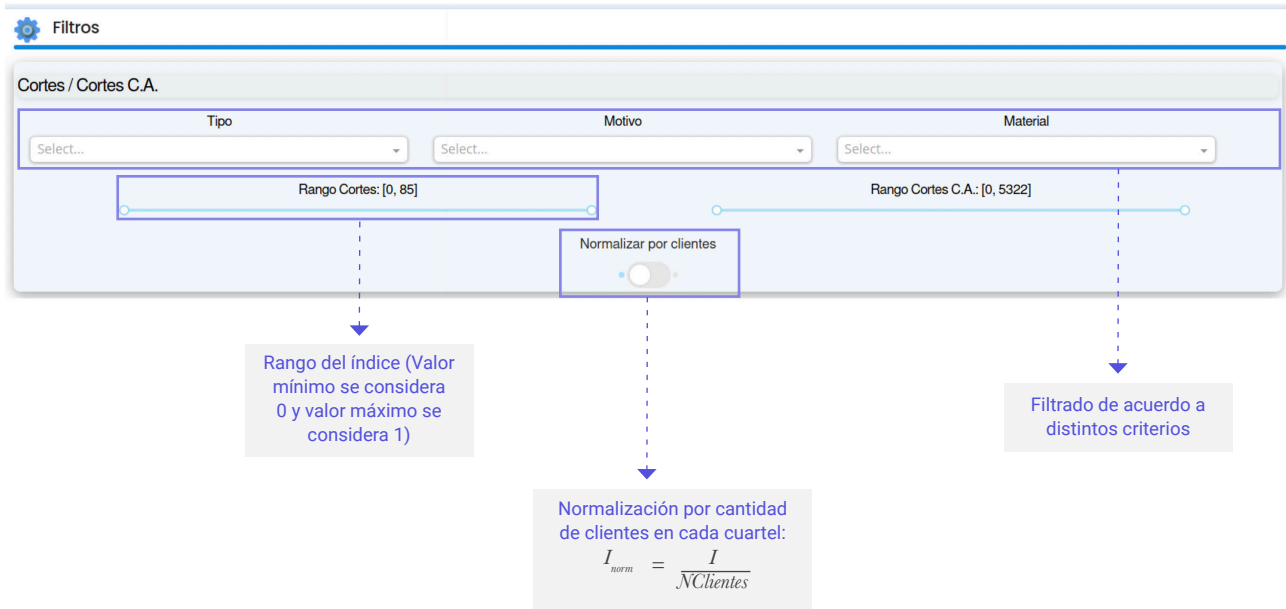 Filtros
Cortes / Cortes C.A.
Tipo
Motivo
Material
Select...
Select...
Select...
Rango Cortes: [0, 85]
Rango Cortes C.A.: [0, 5322]
Normalizar por clientes
Rango del índice (Valor
mínimo se considera
0 y valor máximo se
considera 1)
Filtrado de acuerdo a
distintos criterios
Normalización por cantidad
de clientes en cada cuartel:
I_norm = I / NClientes